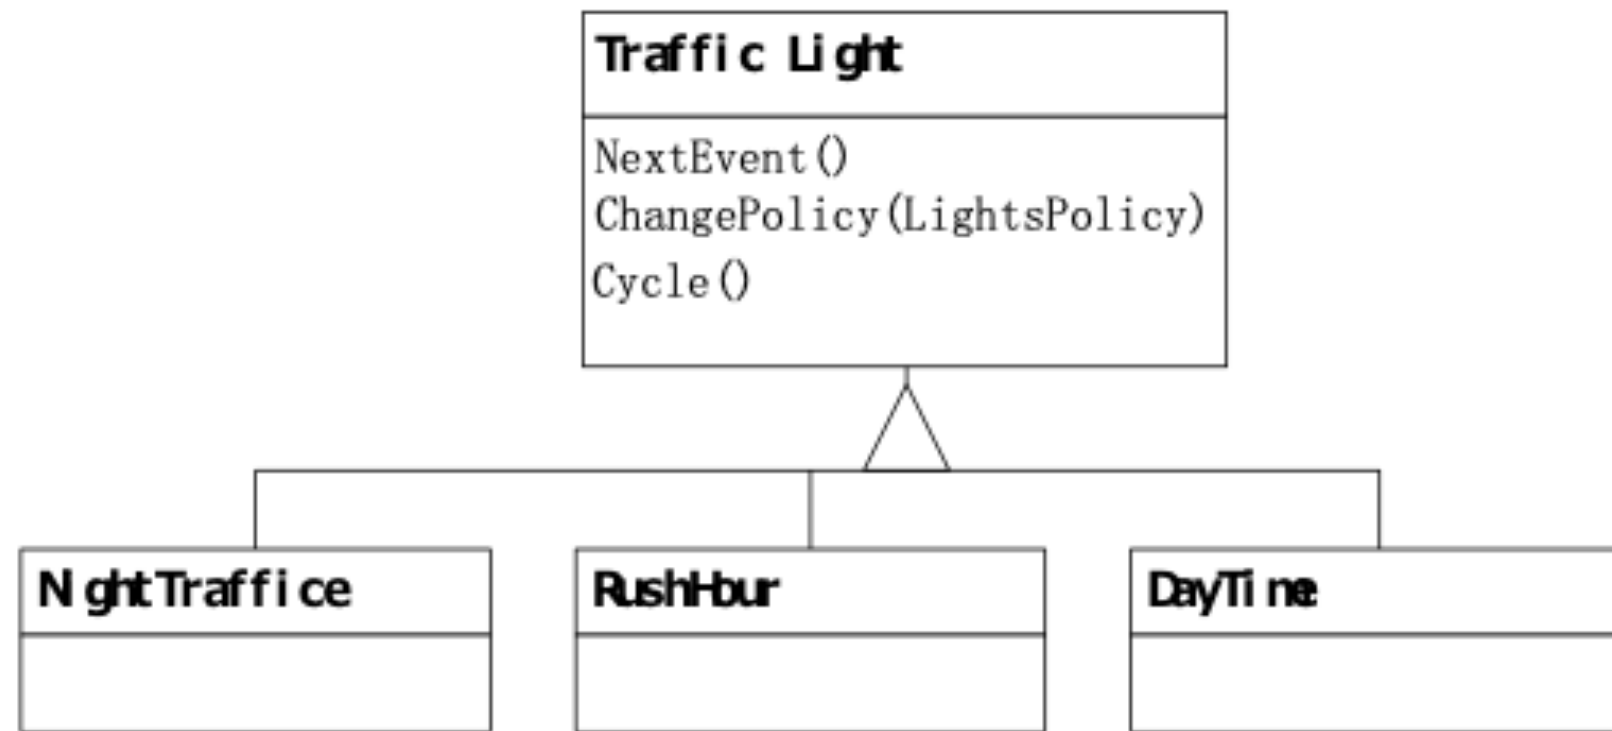 Traffic Light
NextEvent()
ChangePolicy(LightsPolicy)
Cycle()
NightTraffice
RushHour
DayTime